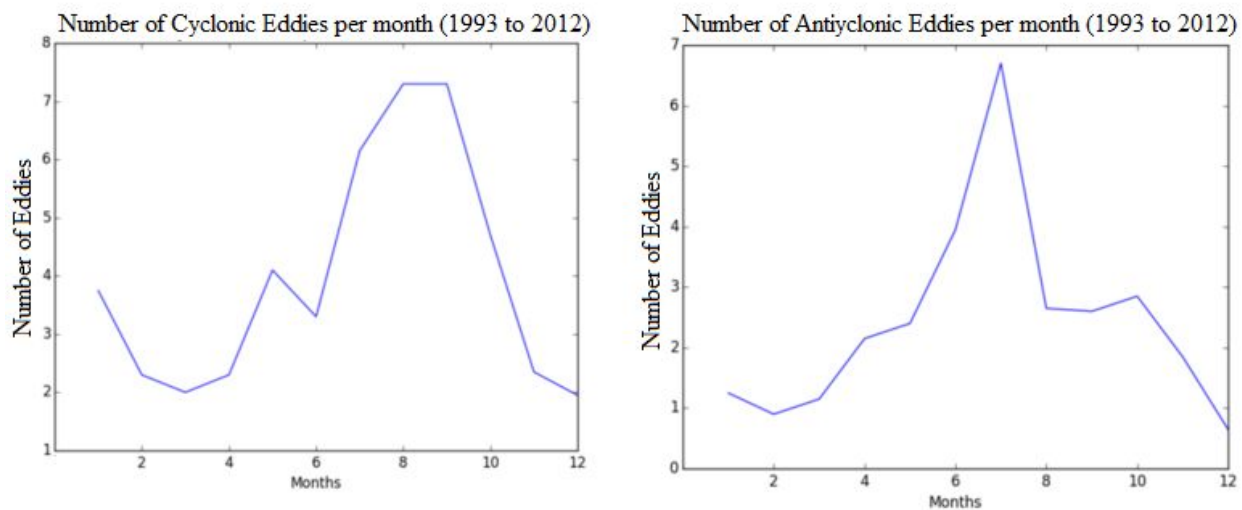 Number of Cyclonic Eddies per month (1993 to 2012)
8
7
6
5
4
3
2
1
Number of Eddies
2 4 6 8 10 12
Months
Number of Antiyclonic Eddies per month (1993 to 2012)
7
6
5
4
3
2
1
0
Number of Eddies
2 4 6 8 10 12
Months